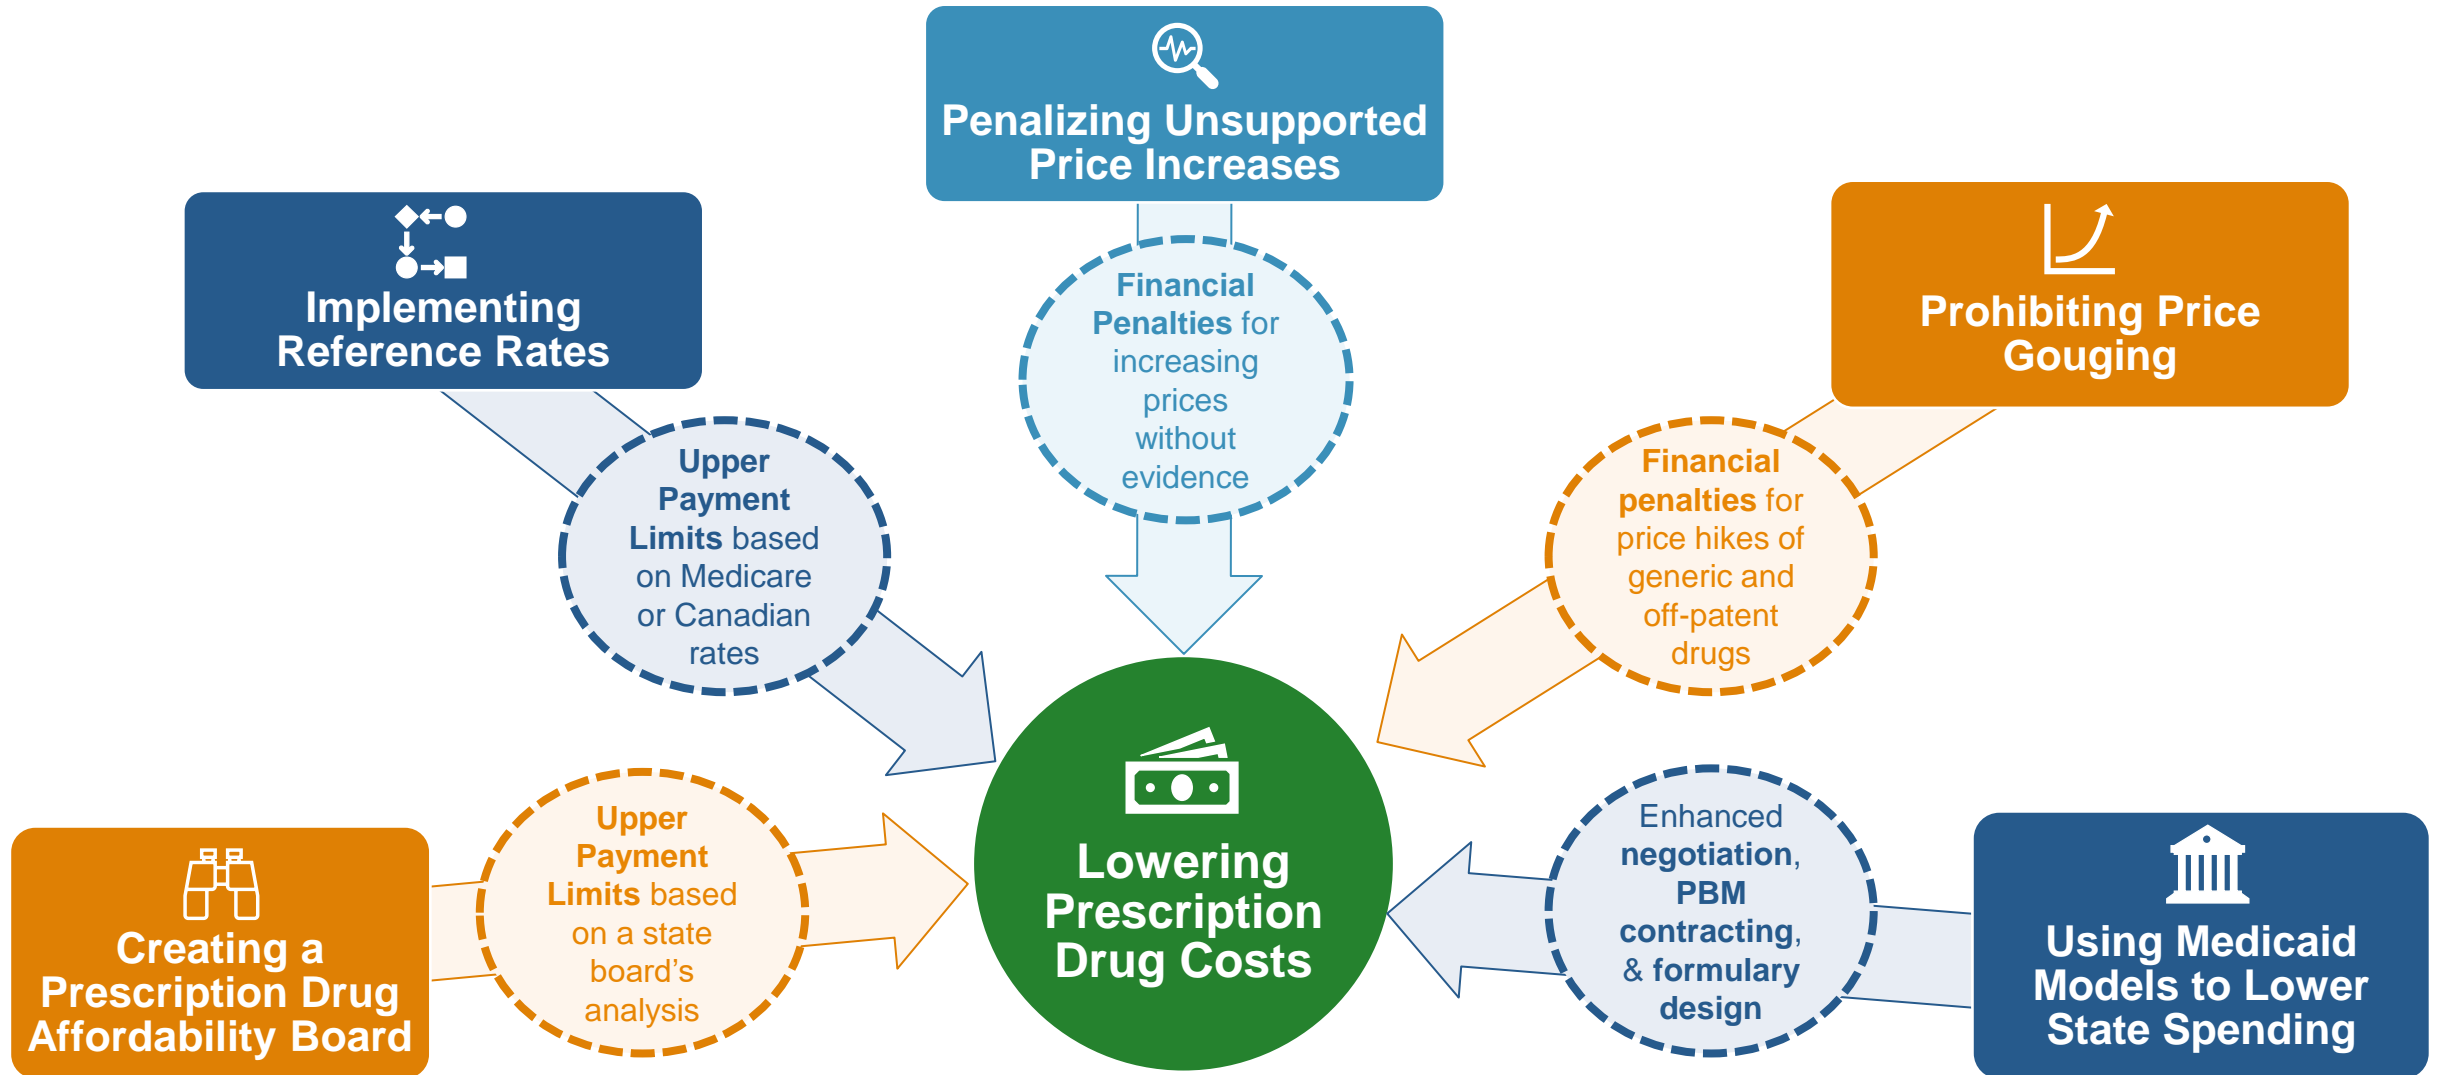 Penalizing Unsupported
Price Increases
Implementing
Reference Rates
Prohibiting Price
Gouging
Financial
Penalties for
increasing
prices
without
evidence
Upper
Payment
Limits based
on Medicare
or Canadian
rates
Financial
penalties for
price hikes of
generic and
off-patent
drugs
Creating a
Prescription Drug
Affordability Board
Upper
Payment
Limits based
on a state
board’s
analysis
Lowering
Prescription
Drug Costs
Enhanced
negotiation,
PBM
contracting,
& formulary
design
Using Medicaid
Models to Lower
State Spending